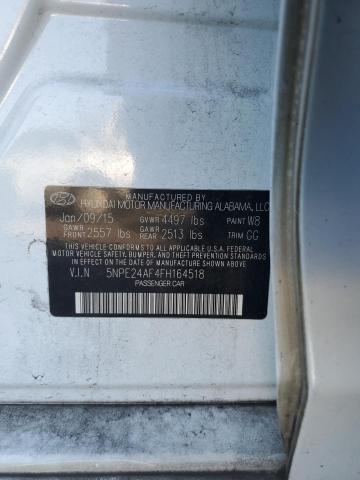 MANUFACTURED BY
HYUNDAI MOTOR MANUFACTURING ALABAMA, LLC
Jan/09/15 GVWR 4497 lbs PAINT W8
GAWR FRONT 2557 lbs GAWR REAR 2513 lbs TRIM GG
THIS VEHICLE CONFORMS TO ALL APPLICABLE FEDERAL
MOTOR VEHICLE SAFETY, BUMPER, AND THEFT PREVENTION
STANDARDS IN EFFECT ON THE DATE OF MANUFACTURE SHOWN ABOVE.
V.I.N 5NPE24AF4FH164518
PASSENGER CAR